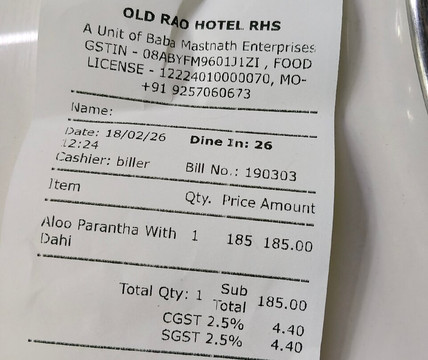 OLD RAO HOTEL RHS
A Unit of Baba Mastnath Enterprises
GSTIN - 08ABYFM9601J1ZI , FOOD
LICENSE - 12224010000070, MO-
+91 9257060673
Name:
Date: 18/02/26 Dine In: 26
12:24
Cashier: biller Bill No.: 190303
Item Qty. Price Amount
Aloo Parantha With 1 185 185.00
Dahi
Total Qty: 1 Sub Total 185.00
CGST 2.5% 4.40
SGST 2.5% 4.40